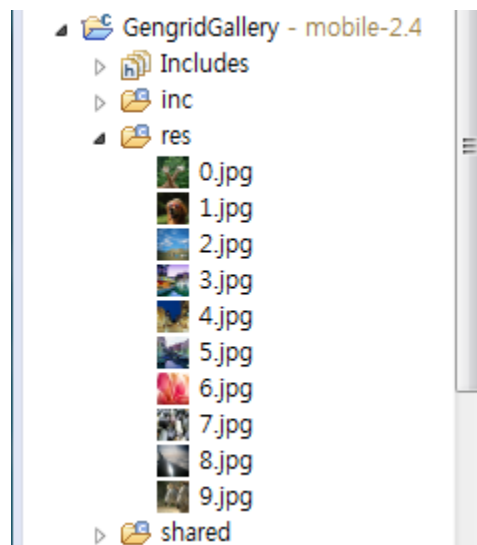 GengridGallery - mobile-2.4
Includes
inc
res
0.jpg
1.jpg
2.jpg
3.jpg
4.jpg
5.jpg
6.jpg
7.jpg
8.jpg
9.jpg
shared